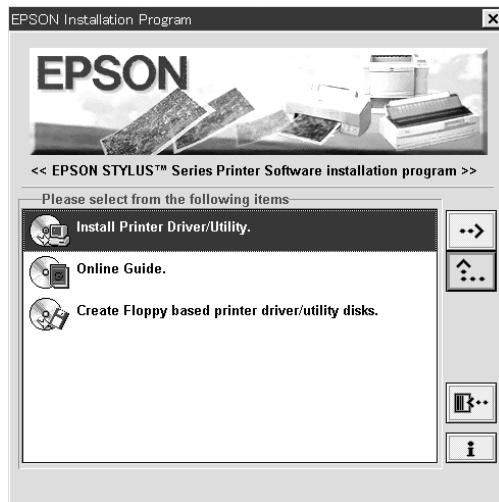 EPSON Installation Program
EPSON
<< EPSON STYLUS™ Series Printer Software installation program >>
Please select from the following items
Install Printer Driver/Utility.
Online Guide.
Create Floppy based printer driver/utility disks.